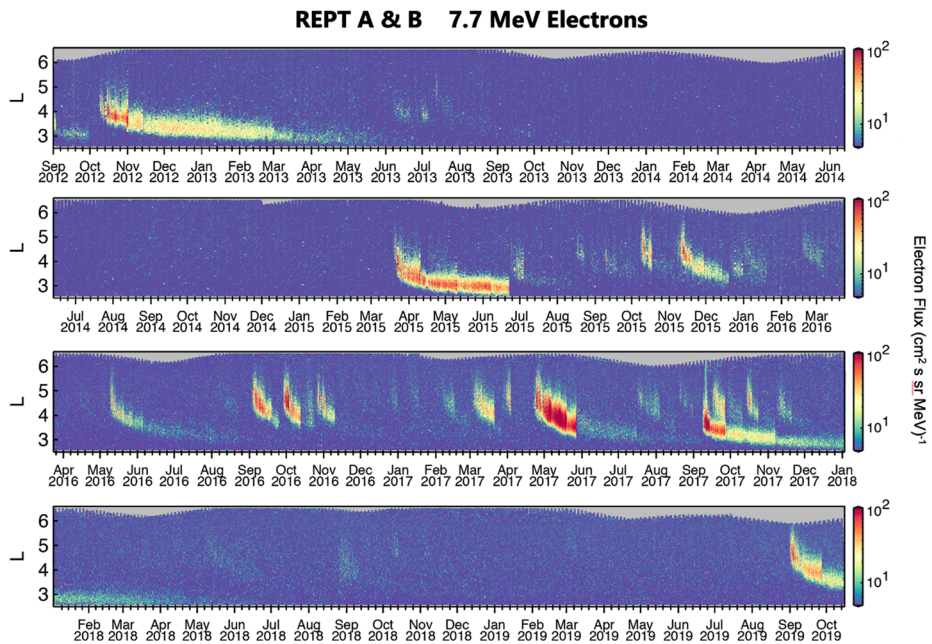 REPT A & B 7.7 MeV Electrons
6
5
4
3
L
10²
10¹
Sep Oct Nov Dec Jan Feb Mar Apr May Jun Jul Aug Sep Oct Nov Dec Jan Feb Mar Apr May Jun
2012 2012 2012 2012 2013 2013 2013 2013 2013 2013 2013 2013 2013 2013 2013 2013 2014 2014 2014 2014 2014 2014
6
5
4
3
L
10²
10¹
Jul Aug Sep Oct Nov Dec Jan Feb Mar Apr May Jun Jul Aug Sep Oct Nov Dec Jan Feb Mar
2014 2014 2014 2014 2014 2014 2015 2015 2015 2015 2015 2015 2015 2015 2015 2015 2015 2015 2016 2016 2016
6
5
4
3
L
10²
10¹
Apr May Jun Jul Aug Sep Oct Nov Dec Jan Feb Mar Apr May Jun Jul Aug Sep Oct Nov Dec Jan
2016 2016 2016 2016 2016 2016 2016 2016 2016 2017 2017 2017 2017 2017 2017 2017 2017 2017 2017 2017 2017 2018
6
5
4
3
L
10²
10¹
Feb Mar Apr May Jun Jul Aug Sep Oct Nov Dec Jan Feb Mar Apr May Jun Jul Aug Sep Oct
2018 2018 2018 2018 2018 2018 2018 2018 2018 2018 2018 2019 2019 2019 2019 2019 2019 2019 2019 2019 2019
Electron Flux (cm² s sr MeV)⁻¹